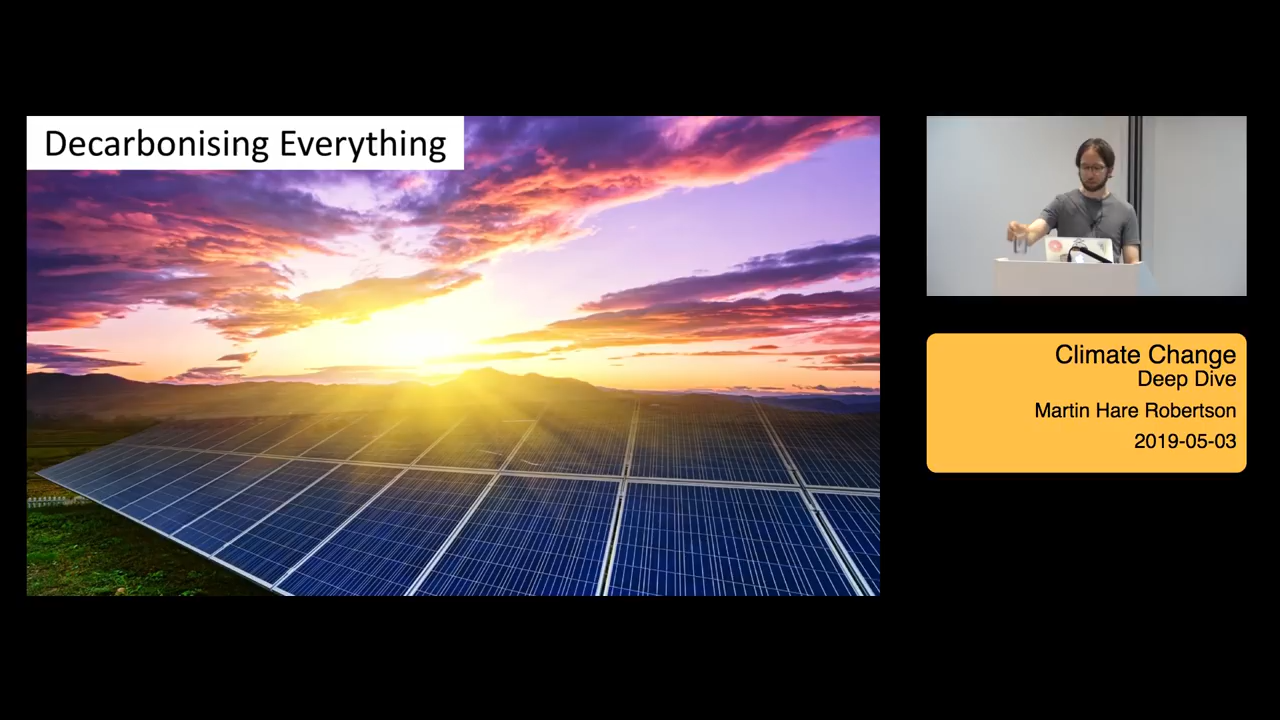 Decarbonising Everything
Climate Change
Deep Dive
Martin Hare Robertson
2019-05-03